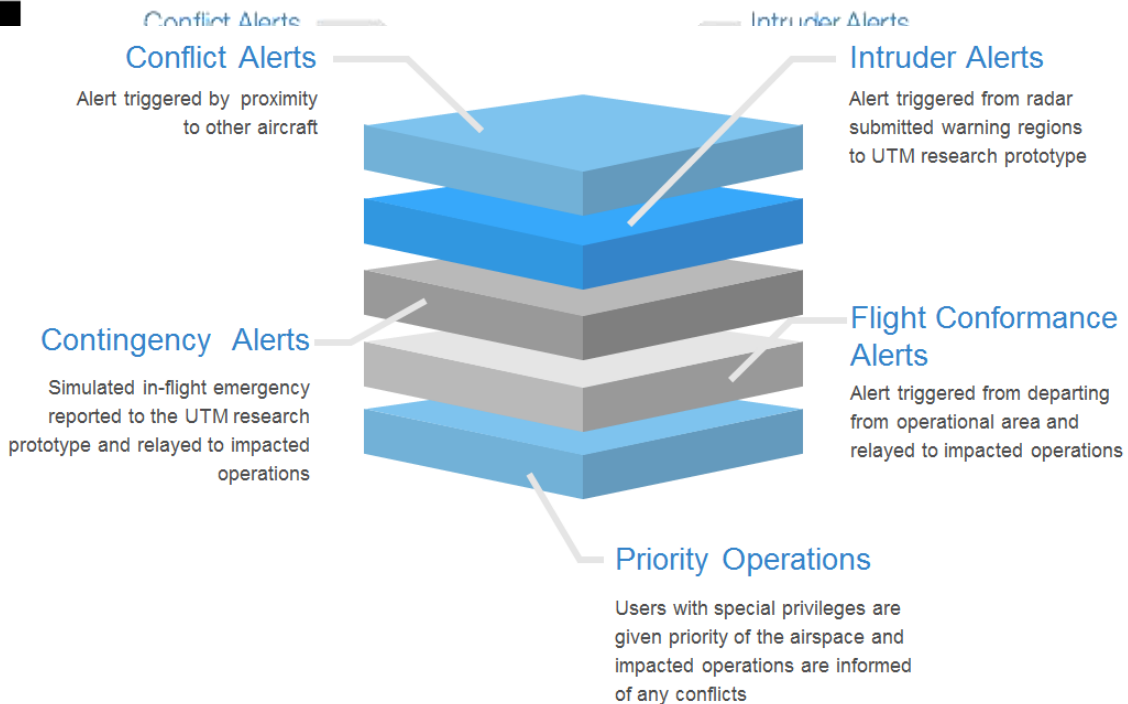 Conflict Alerts
Intruder Alerts
Conflict Alerts
Alert triggered by proximity
to other aircraft
Intruder Alerts
Alert triggered from radar
submitted warning regions
to UTM research prototype
Contingency Alerts
Simulated in-flight emergency
reported to the UTM research
prototype and relayed to impacted
operations
Flight Conformance
Alerts
Alert triggered from departing
from operational area and
relayed to impacted operations
Priority Operations
Users with special privileges are
given priority of the airspace and
impacted operations are informed
of any conflicts